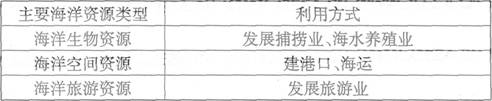 主要海洋资源类型 利用方式
海洋生物资源 发展捕捞业、海水养殖业
海洋空间资源 建港口、海运
海洋旅游资源 发展旅游业